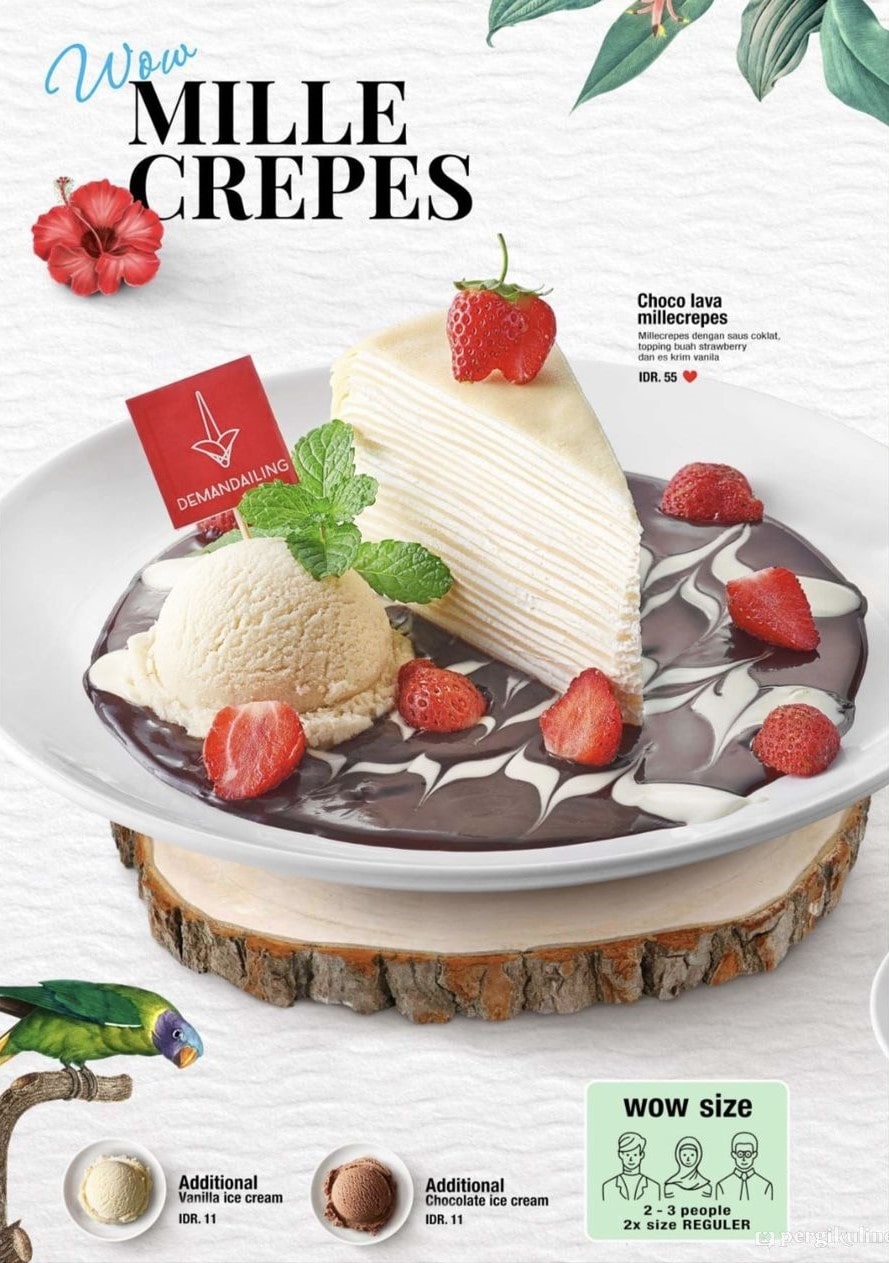 Wow
MILLE
CREPES
Choco lava
millecrepes
Millecrepes dengan saus coklat,
topping buah strawberry
dan es krim vanila
IDR. 55
DEMANDAILING
Additional
Vanilla ice cream
IDR. 11
Additional
Chocolate ice cream
IDR. 11
wow size
2 - 3 people
2x size REGULER
pergikuline